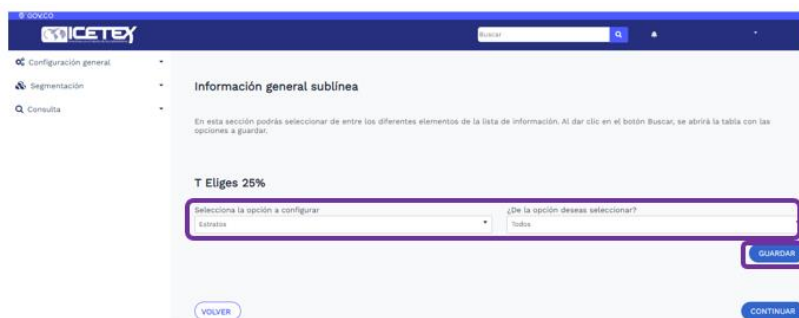 GOV.CO
ICETEX
Buscar
Configuración general
Segmentación
Consulta
Información general sublínea
En esta sección podrás seleccionar de entre los diferentes elementos de la lista de información. Al dar clic en el botón Buscar, se abrirá la tabla con las
opciones a guardar.
T Eliges 25%
Selecciona la opción a configurar
¿De la opción deseas seleccionar?
Estratos
Todos
GUARDAR
VOLVER
CONTINUAR